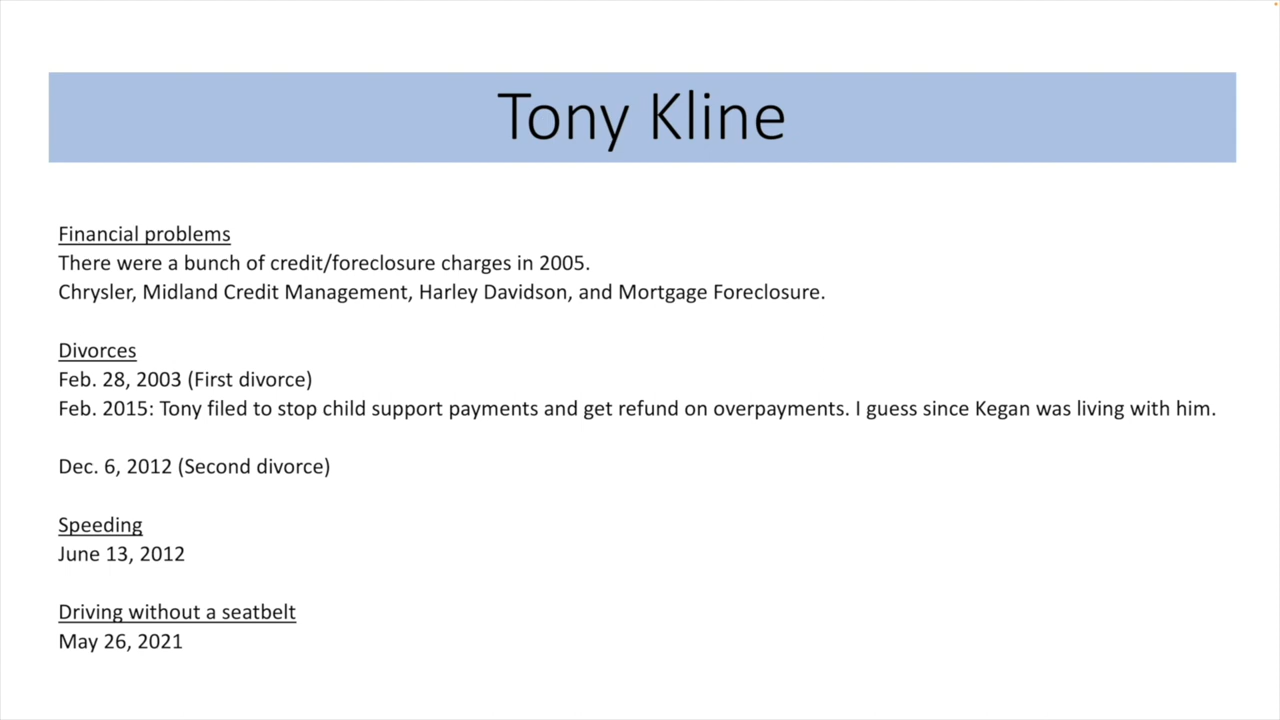 Tony Kline
Financial problems
There were a bunch of credit/foreclosure charges in 2005.
Chrysler, Midland Credit Management, Harley Davidson, and Mortgage Foreclosure.
Divorces
Feb. 28, 2003 (First divorce)
Feb. 2015: Tony filed to stop child support payments and get refund on overpayments. I guess since Kegan was living with him.
Dec. 6, 2012 (Second divorce)
Speeding
June 13, 2012
Driving without a seatbelt
May 26, 2021